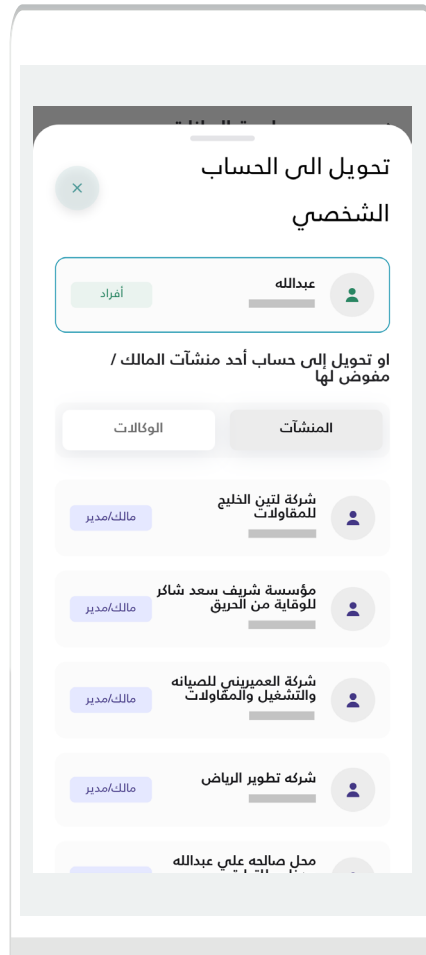 تحويل الى الحساب
الشخصي
عبدالله
أفراد
او تحويل إلى حساب أحد منشآت المالك /
مفوض لها
المنشآت
الوكالات
شركة لتين الخليج
للمقاولات
مالك/مدير
مؤسسة شريف سعد شاكر
للوقاية من الحريق
مالك/مدير
شركة العميريني للصيانه
والتشغيل والمقاولات
مالك/مدير
شركه تطوير الرياض
مالك/مدير
محل صالحه علي عبدالله